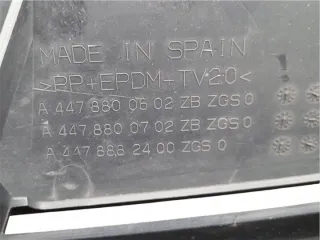 MADE IN SPAIN
>PP+EPDM-TV20<
A 447 880 06 02 ZB ZGS 0
A 447 880 07 02 ZB ZGS 0
A 447 888 24 00 ZGS 0